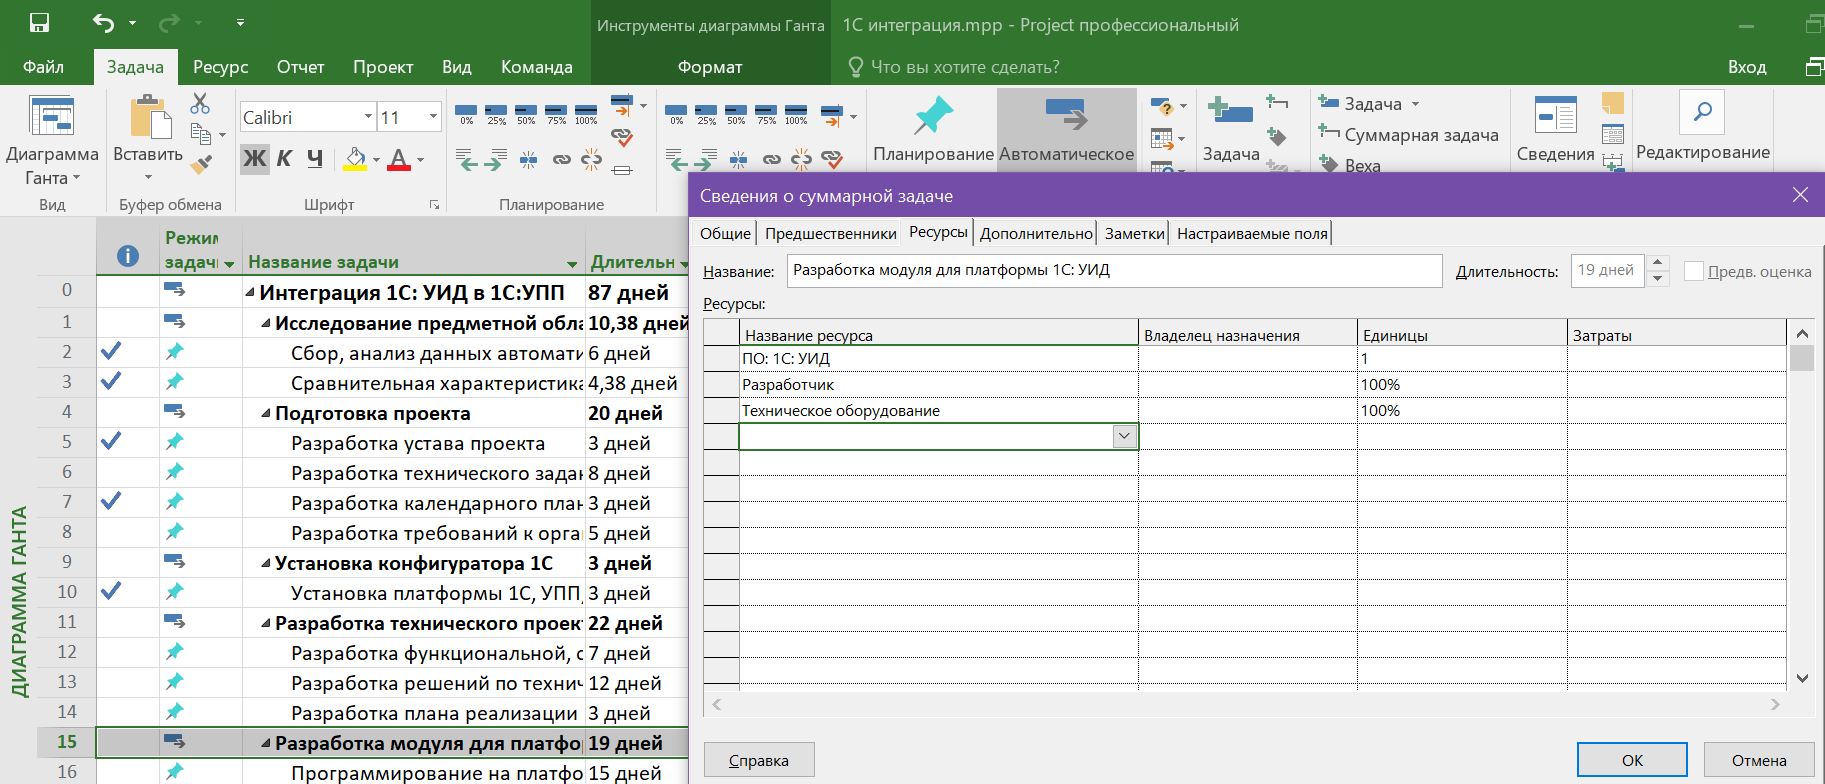 Инструменты диаграммы Ганта
1С интеграция.mpp - Project профессиональный
Файл Задача Ресурс Отчет Проект Вид Команда Формат Что вы хотите сделать? Вход
Calibri 11
0% 25% 50% 75% 100%
0% 25% 50% 75% 100%
Задача
Суммарная задача
Веха
Диаграмма Ганта
Вставить
Ж К Ч
Планирование Автоматическое
Задача
Сведения
Редактирование
Вид Буфер обмена Шрифт Планирование
Сведения о суммарной задаче
Общие Предшественники Ресурсы Дополнительно Заметки Настраиваемые поля
Название: Разработка модуля для платформы 1С: УИД Длительность: 19 дней Предв. оценка
Ресурсы:
Название ресурса Владелец назначения Единицы Затраты
ПО: 1С: УИД 1
Разработчик 100%
Техническое оборудование 100%
Справка ОК Отмена
ДИАГРАММА ГАНТА
Режим задачи Название задачи Длительн
0 Интеграция 1С: УИД в 1С:УПП 87 дней
1 Исследование предметной обла 10,38 дней
2 Сбор, анализ данных автомати 6 дней
3 Сравнительная характеристика 4,38 дней
4 Подготовка проекта 20 дней
5 Разработка устава проекта 3 дней
6 Разработка технического задан 8 дней
7 Разработка календарного план 3 дней
8 Разработка требований к орга 5 дней
9 Установка конфигуратора 1С 3 дней
10 Установка платформы 1С, УПП, 3 дней
11 Разработка технического проек 22 дней
12 Разработка функциональной, с 7 дней
13 Разработка решений по технич 12 дней
14 Разработка плана реализации 3 дней
15 Разработка модуля для платфо 19 дней
16 Программирование на платфо 15 дней